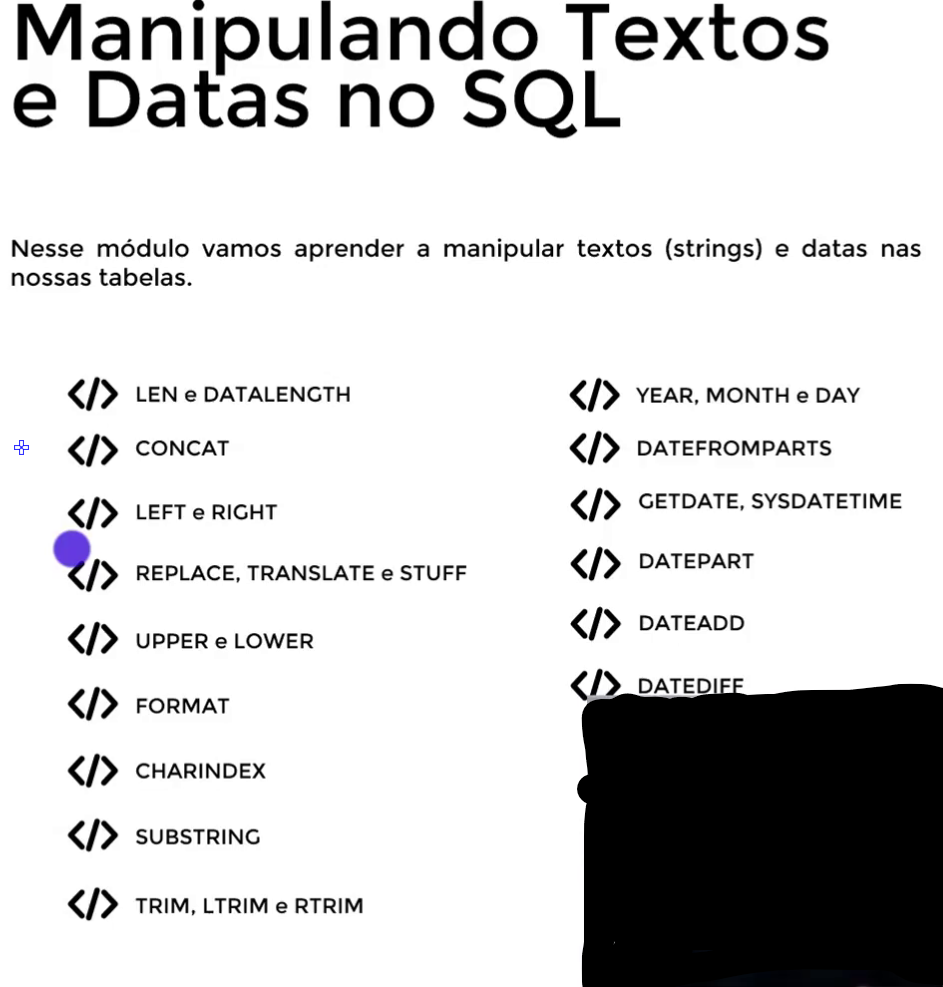 Manipulando Textos
e Datas no SQL
Nesse módulo vamos aprender a manipular textos (strings) e datas nas
nossas tabelas.
</> LEN e DATALENGTH
</> CONCAT
</> LEFT e RIGHT
</> REPLACE, TRANSLATE e STUFF
</> UPPER e LOWER
</> FORMAT
</> CHARINDEX
</> SUBSTRING
</> TRIM, LTRIM e RTRIM
</> YEAR, MONTH e DAY
</> DATEFROMPARTS
</> GETDATE, SYSDATETIME
</> DATEPART
</> DATEADD
</> DATEDIFF